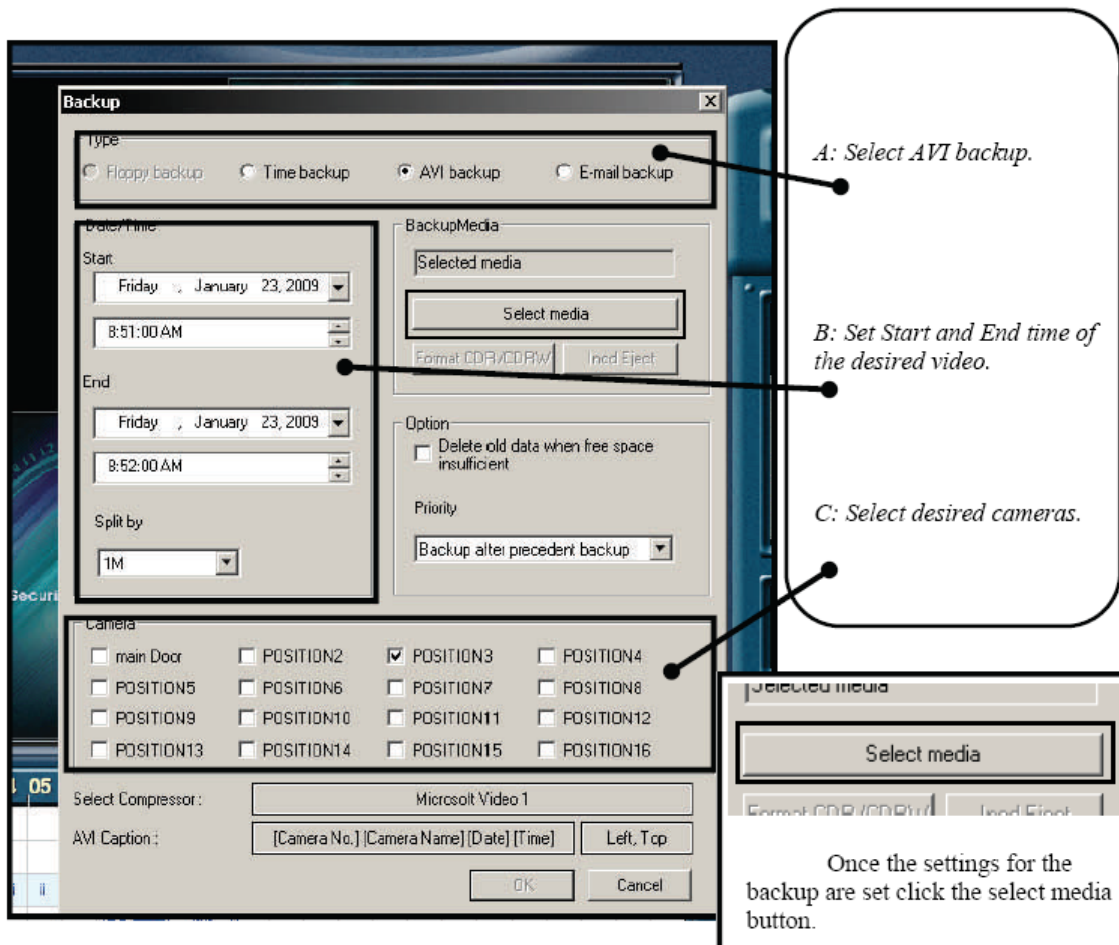 Backup
Type
Floppy backup Time backup AVI backup E-mail backup
Date/Time
Start
Friday , January 23, 2009
8:51:00 AM
End
Friday , January 23, 2009
8:52:00 AM
Split by
1M
BackupMedia
Selected media
Select media
Format CDR/CDRW Incd Eject
Option
Delete old data when free space
insufficient
Priority
Backup after precedent backup
Camera
main Door POSITION2 POSITION3 POSITION4
POSITION5 POSITION6 POSITION7 POSITION8
POSITION9 POSITION10 POSITION11 POSITION12
POSITION13 POSITION14 POSITION15 POSITION16
Select Compressor : Microsoft Video 1
AVI Caption : [Camera No.] [Camera Name] [Date] [Time] Left, Top
OK Cancel
05
A: Select AVI backup.
B: Set Start and End time of
the desired video.
C: Select desired cameras.
Selected media
Select media
Format CDR/CDRW Incd Eject
Once the settings for the
backup are set click the select media
button.